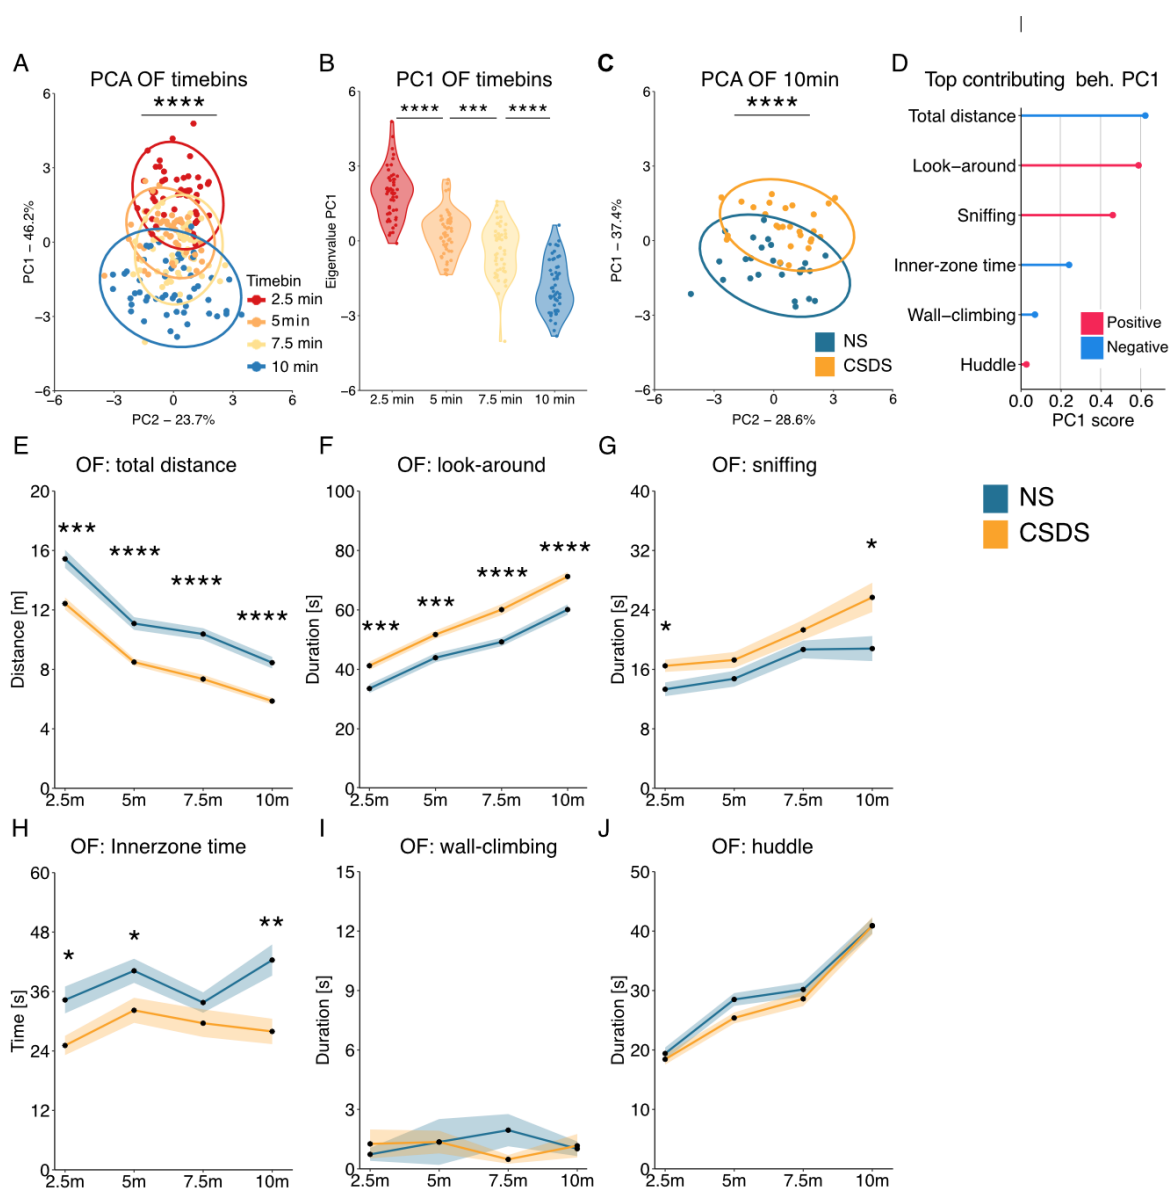 A
PCA OF timebins
****
6
3
0
−3
−6
PC1 − 46.2%
−6 −3 0 3 6
PC2 − 23.7%
Timebin
2.5 min
5min
7.5 min
10 min
B
PC1 OF timebins
**** *** ****
6
3
0
−3
−6
Eigenvalue PC1
2.5 min 5 min 7.5 min 10 min
C
PCA OF 10min
****
6
3
0
−3
−6
PC1 − 37.4%
NS
CSDS
−6 −3 0 3 6
PC2 − 28.6%
D
Top contributing beh. PC1
Total distance
Look−around
Sniffing
Inner-zone time
Wall−climbing
Huddle
Positive
Negative
0.0 0.2 0.4 0.6
PC1 score
E
OF: total distance
20
16
12
8
4
0
Distance [m]
*** **** **** ****
2.5m 5m 7.5m 10m
F
OF: look-around
100
80
60
40
20
0
Duration [s]
*** *** **** ****
2.5m 5m 7.5m 10m
G
OF: sniffing
40
32
24
16
8
0
Duration [s]
* *
2.5m 5m 7.5m 10m
NS
CSDS
H
OF: Innerzone time
60
48
36
24
12
0
Time [s]
* * **
2.5m 5m 7.5m 10m
I
OF: wall-climbing
15
12
9
6
3
0
Duration [s]
2.5m 5m 7.5m 10m
J
OF: huddle
50
40
30
20
10
0
Duration [s]
2.5m 5m 7.5m 10m